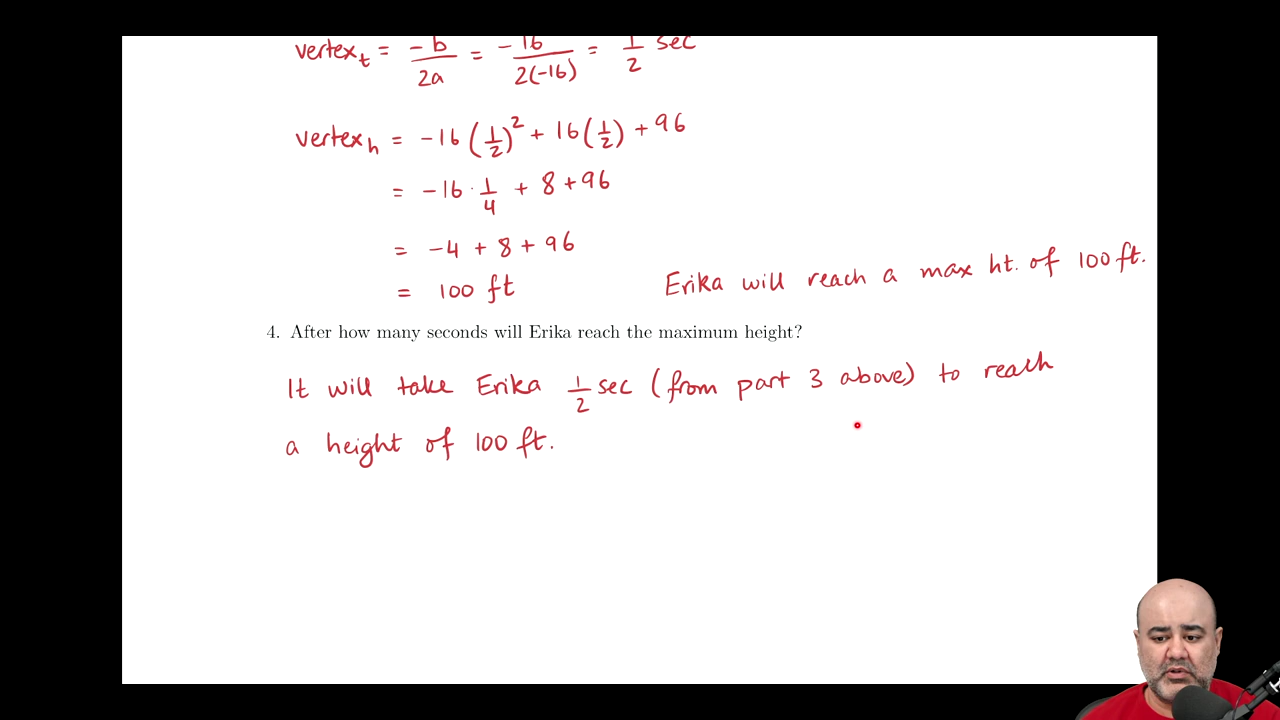 vertex_t = -b/2a = -16/2(-16) = 1/2 sec
vertex_h = -16(1/2)² + 16(1/2) + 96
= -16 · 1/4 + 8 + 96
= -4 + 8 + 96
= 100 ft
Erika will reach a max ht. of 100 ft.
4. After how many seconds will Erika reach the maximum height?
It will take Erika 1/2 sec (from part 3 above) to reach
a height of 100 ft.